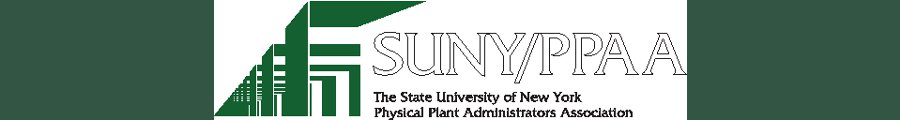 SUNY/PPAA
The State University of New York
Physical Plant Administrators Association